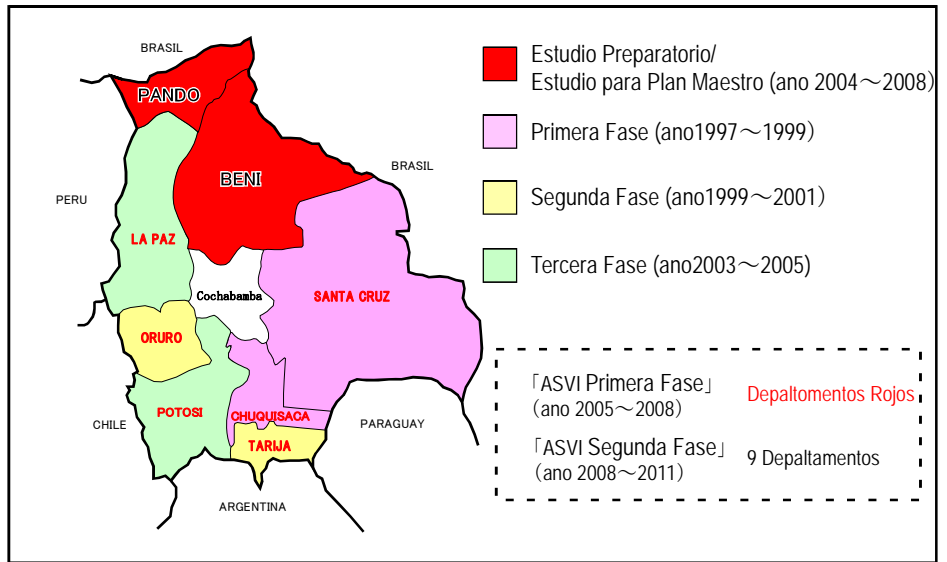 BRASIL
PANDO
BENI
BRASIL
PERU
LA PAZ
Cochabamba
SANTA CRUZ
ORURO
POTOSI
CHUQUISACA
CHILE
TARIJA
PARAGUAY
ARGENTINA
Estudio Preparatorio/
Estudio para Plan Maestro (ano 2004～2008)
Primera Fase (ano1997～1999)
Segunda Fase (ano1999～2001)
Tercera Fase (ano2003～2005)
「ASVI Primera Fase」 Depaltomentos Rojos
(ano 2005～2008)
「ASVI Segunda Fase」 9 Depaltamentos
(ano 2008～2011)